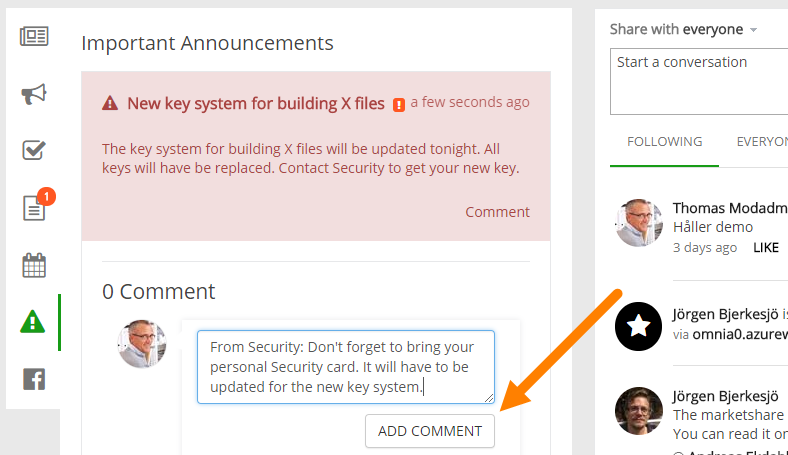 Important Announcements
New key system for building X files ! a few seconds ago
The key system for building X files will be updated tonight. All
keys will have be replaced. Contact Security to get your new key.
Comment
0 Comment
From Security: Don't forget to bring your
personal Security card. It will have to be
updated for the new key system.
ADD COMMENT
1
Share with everyone
Start a conversation
FOLLOWING EVERYON
Thomas Modadm
Håller demo
3 days ago LIKE
Jörgen Bjerkesjö is
via omnia0.azurew
Jörgen Bjerkesjö
The marketshare
You can read it on